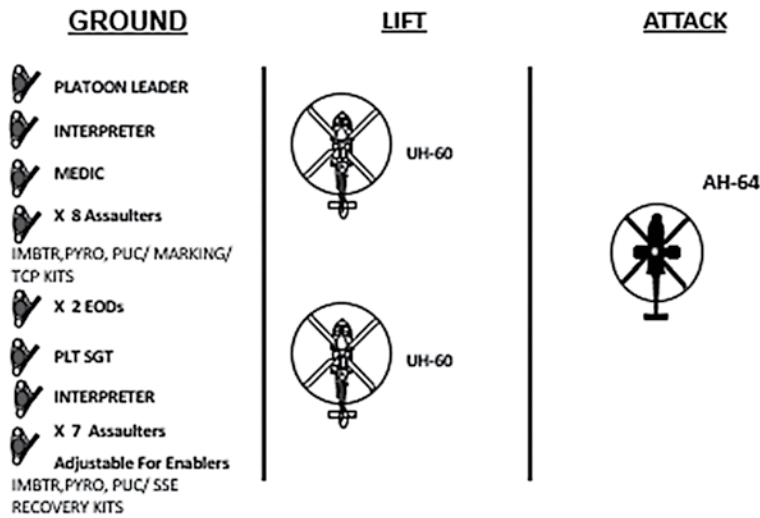 GROUND
PLATOON LEADER
INTERPRETER
MEDIC
X 8 Assaulters
IMBTR,PYRO, PUC/ MARKING/
TCP KITS
X 2 EODs
PLT SGT
INTERPRETER
X 7 Assaulters
Adjustable For Enablers
IMBTR,PYRO, PUC/ SSE
RECOVERY KITS
LIFT
UH-60
UH-60
ATTACK
AH-64